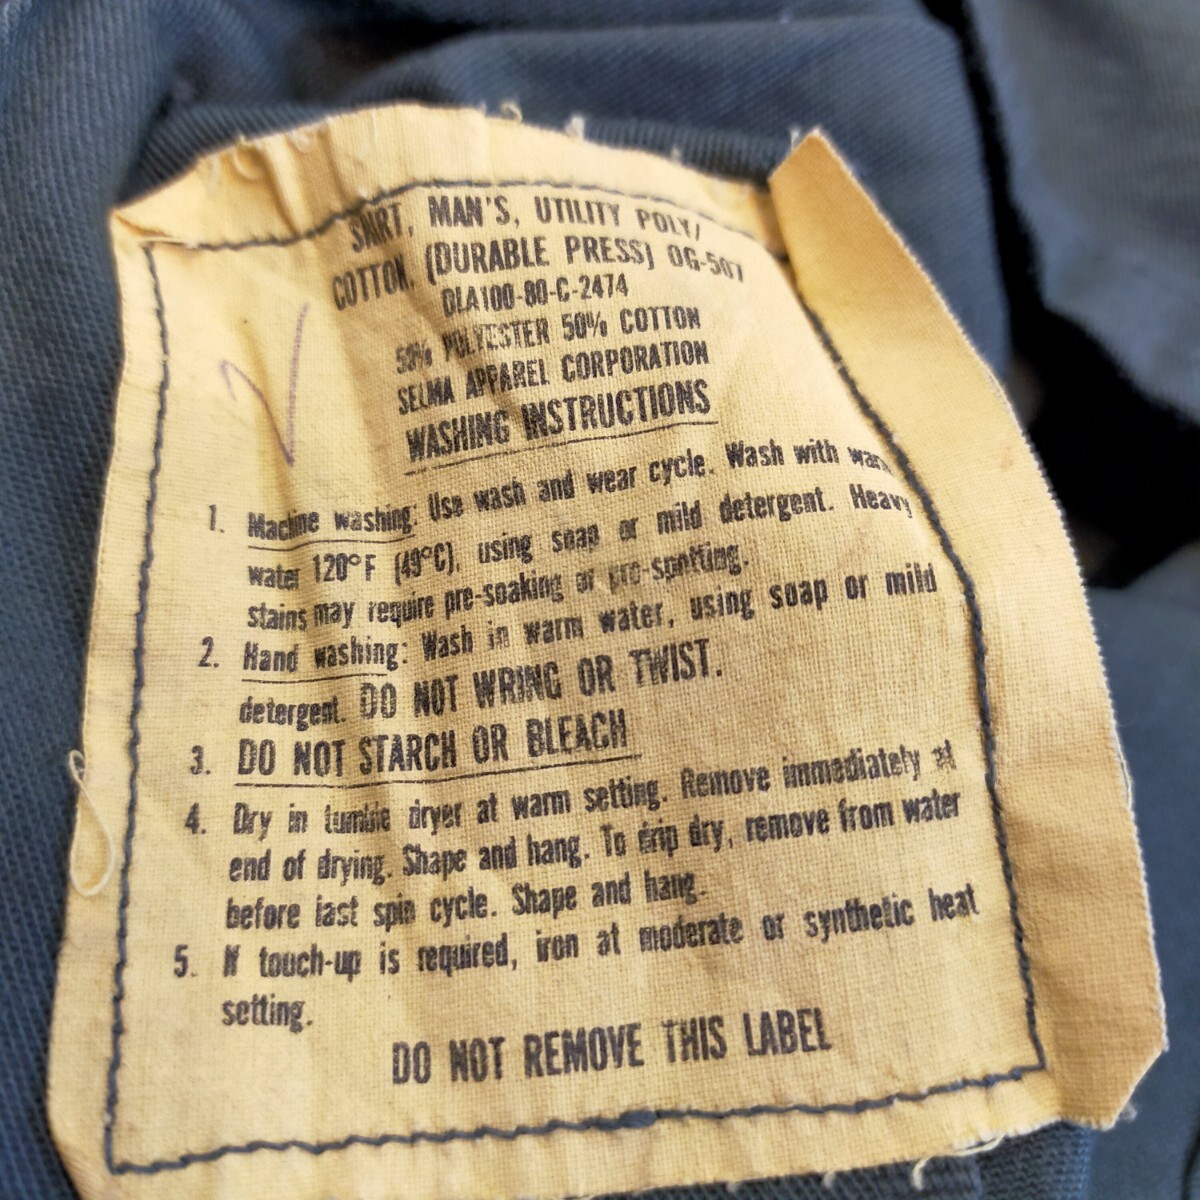 SHIRT, MAN'S, UTILITY POLY/
COTTON, (DURABLE PRESS) OG-507
DLA100-80-C-2474
50% POLYESTER 50% COTTON
SELMA APPAREL CORPORATION
WASHING INSTRUCTIONS
1. Machine washing: Use wash and wear cycle. Wash with warm
water 120°F (49°C), using soap or mild detergent. Heavy
stains may require pre-soaking or pre-spotting.
2. Hand washing: Wash in warm water, using soap or mild
detergent. DO NOT WRING OR TWIST.
3. DO NOT STARCH OR BLEACH
4. Dry in tumble dryer at warm setting. Remove immediately at
end of drying. Shape and hang. To drip dry, remove from water
before last spin cycle. Shape and hang.
5. If touch-up is required, iron at moderate or synthetic heat
setting.
DO NOT REMOVE THIS LABEL